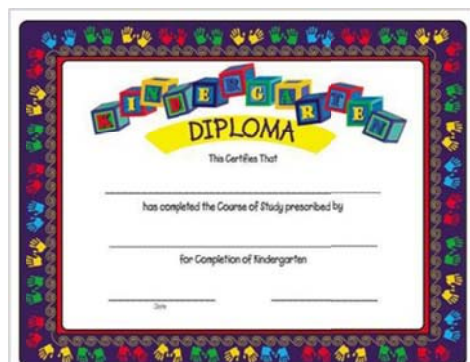 KINDERGARTEN
DIPLOMA
This Certifies That
has completed the Course of Study prescribed by
for Completion of Kindergarten
Date